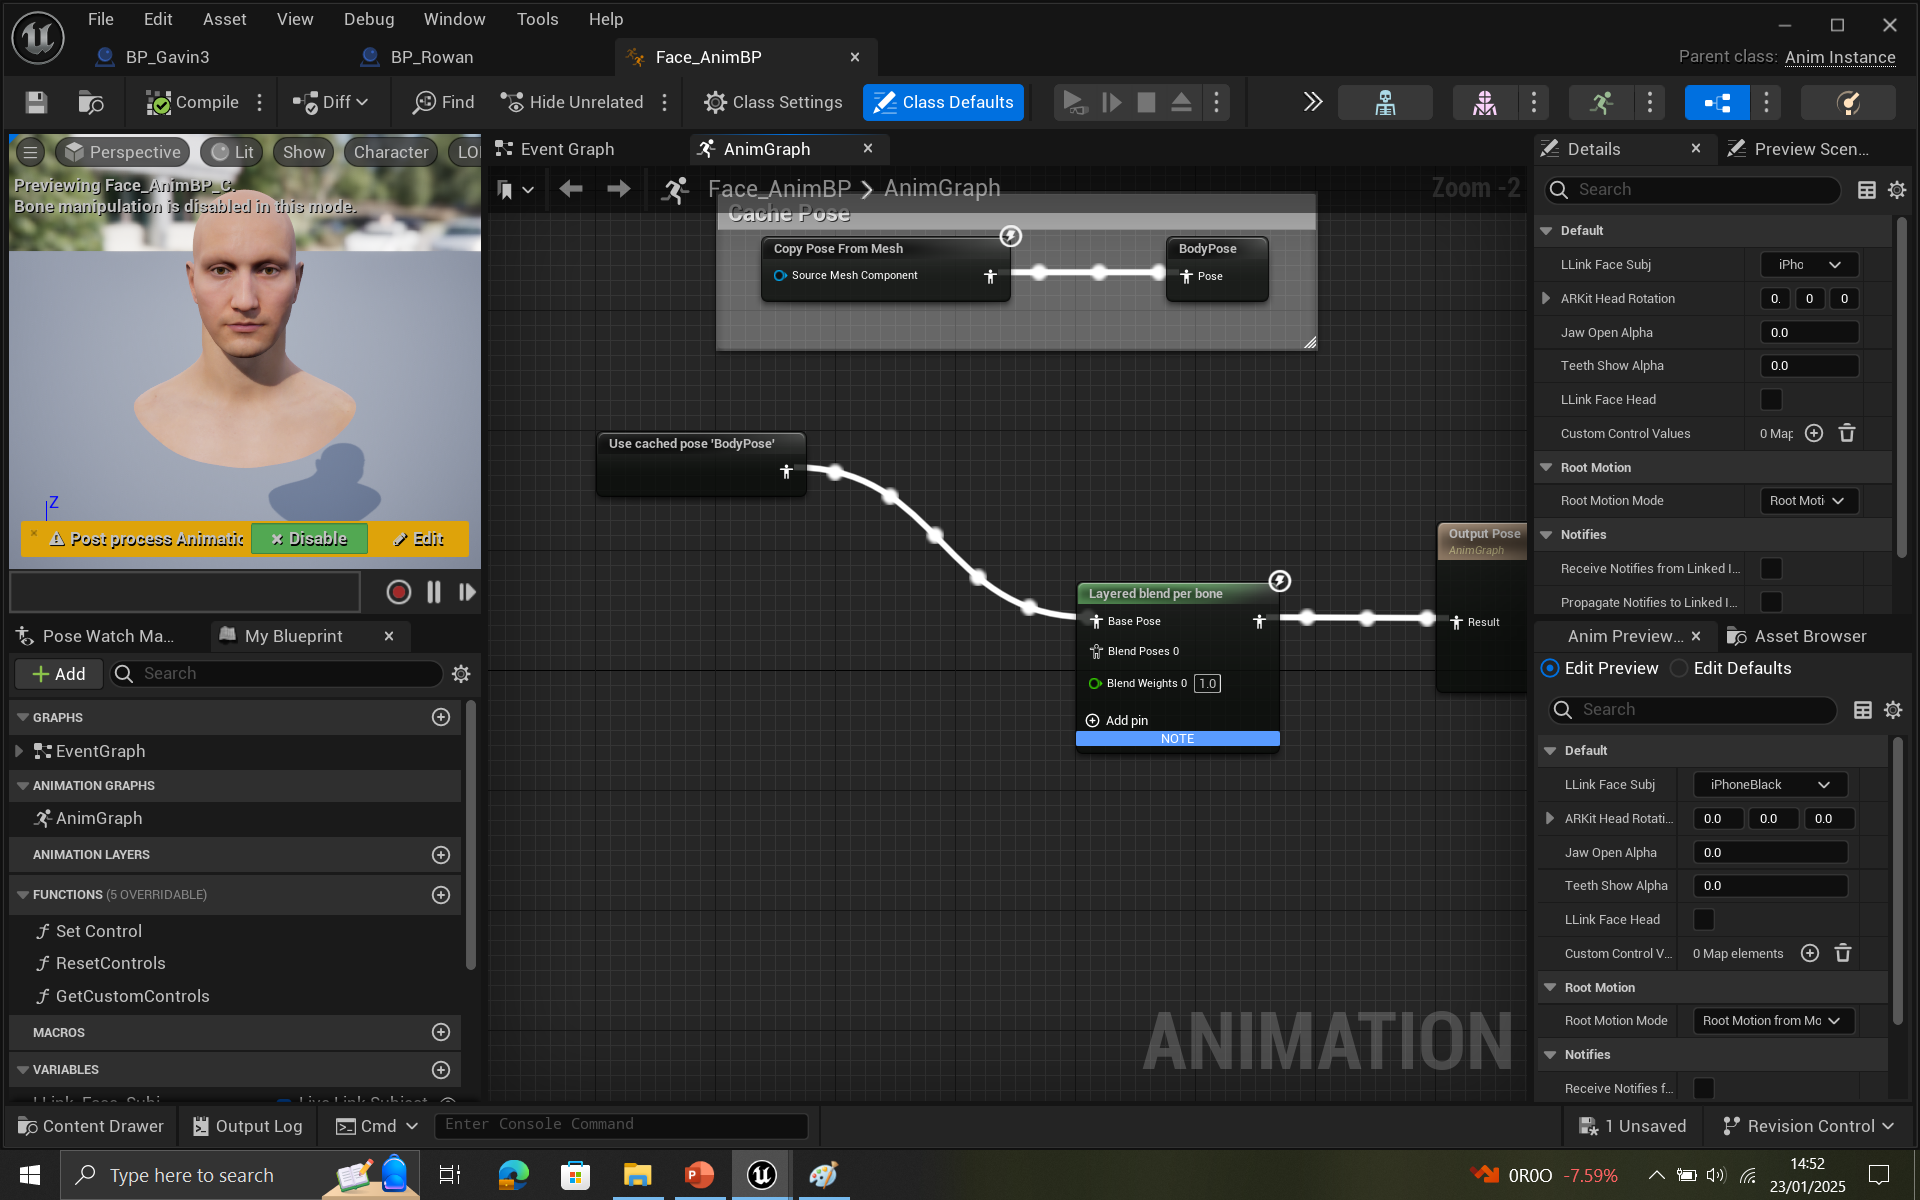 File Edit Asset View Debug Window Tools Help
BP_Gavin3 BP_Rowan Face_AnimBP Parent class: Anim Instance
Compile Diff Find Hide Unrelated Class Settings Class Defaults
Perspective Lit Show Character LO
Previewing Face_AnimBP_C.
Bone manipulation is disabled in this mode.
Z
Post process Animatic Disable Edit
Pose Watch Ma... My Blueprint
Add Search
GRAPHS
EventGraph
ANIMATION GRAPHS
AnimGraph
ANIMATION LAYERS
FUNCTIONS (5 OVERRIDABLE)
Set Control
ResetControls
GetCustomControls
MACROS
VARIABLES
LLink_Face_Subj Live Link Subject
Event Graph AnimGraph
Face_AnimBP AnimGraph Zoom -2
Cache Pose
Copy Pose From Mesh
Source Mesh Component
BodyPose
Pose
Use cached pose 'BodyPose'
Layered blend per bone
Base Pose
Blend Poses 0
Blend Weights 0 1.0
Add pin
NOTE
Output Pose
AnimGraph
Result
ANIMATION
Details Preview Scen...
Search
Default
LLink Face Subj iPho
ARKit Head Rotation 0. 0 0
Jaw Open Alpha 0.0
Teeth Show Alpha 0.0
LLink Face Head
Custom Control Values 0 Map
Root Motion
Root Motion Mode Root Moti
Notifies
Receive Notifies from Linked I...
Propagate Notifies to Linked I...
Anim Preview... Asset Browser
Edit Preview Edit Defaults
Search
Default
LLink Face Subj iPhoneBlack
ARKit Head Rotati... 0.0 0.0 0.0
Jaw Open Alpha 0.0
Teeth Show Alpha 0.0
LLink Face Head
Custom Control V... 0 Map elements
Root Motion
Root Motion Mode Root Motion from Mo
Notifies
Receive Notifies f...
Content Drawer Output Log Cmd Enter Console Command 1 Unsaved Revision Control
Type here to search 0R0O -7.59% 14:52
23/01/2025